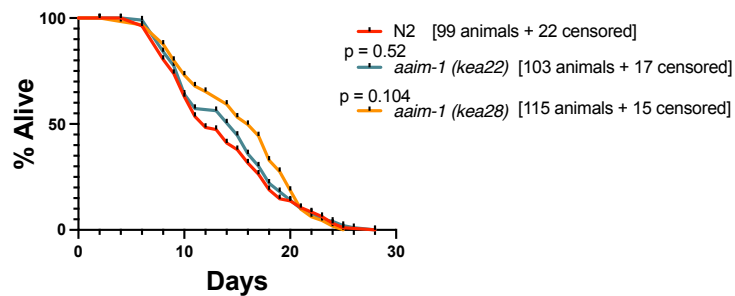 100
50
0
% Alive
0
10
20
30
Days
N2 [99 animals + 22 censored]
p = 0.52
aaim-1 (kea22) [103 animals + 17 censored]
p = 0.104
aaim-1 (kea28) [115 animals + 15 censored]